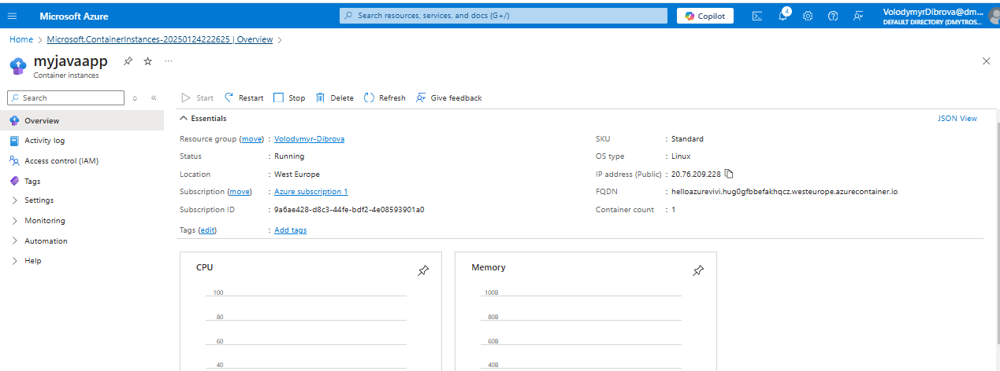 Microsoft Azure
Search resources, services, and docs (G+/)
Copilot
4
VolodymyrDibrova@dm...
DEFAULT DIRECTORY (DMYTROS...
Home > Microsoft.ContainerInstances-20250124222625 | Overview >
myjavaapp
Container instances
Search
Start Restart Stop Delete Refresh Give feedback
Overview
Activity log
Access control (IAM)
Tags
Settings
Monitoring
Automation
Help
Essentials
JSON View
Resource group (move) : Volodymyr-Dibrova
Status : Running
Location : West Europe
Subscription (move) : Azure subscription 1
Subscription ID : 9a6ae428-d8c3-44fe-bdf2-4e08593901a0
Tags (edit) : Add tags
SKU : Standard
OS type : Linux
IP address (Public) : 20.76.209.228
FQDN : helloazurevivi.hug0gfbbefakhqcz.westeurope.azurecontainer.io
Container count : 1
CPU
100
80
60
40
Memory
100B
80B
60B
40B